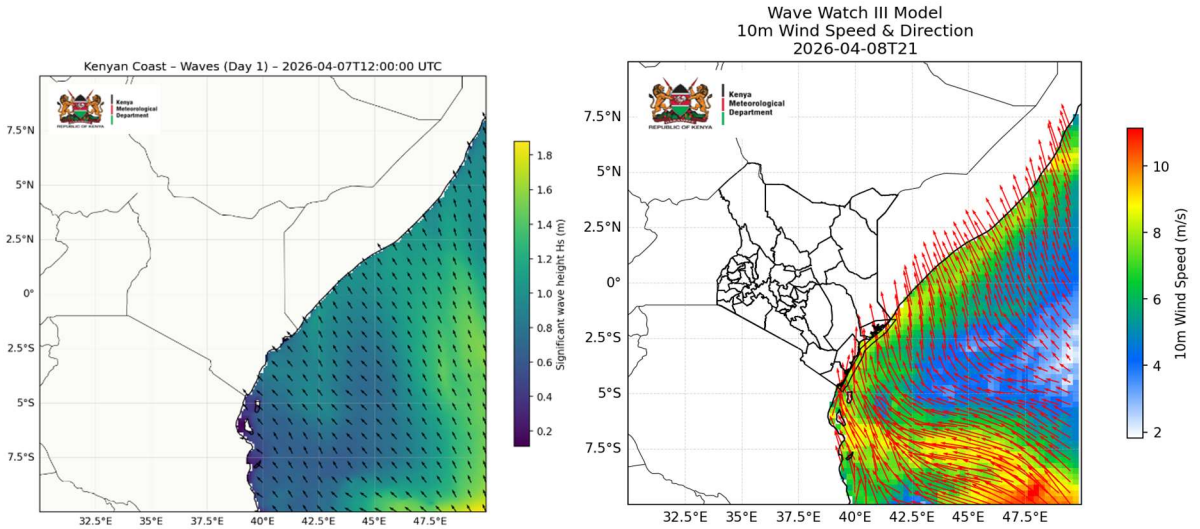 Kenyan Coast – Waves (Day 1) – 2026-04-07T12:00:00 UTC
REPUBLIC OF KENYA
Kenya
Meteorological
Department
7.5°N
5°N
2.5°N
0°
2.5°S
5°S
7.5°S
32.5°E
35°E
37.5°E
40°E
42.5°E
45°E
47.5°E
1.8
1.6
1.4
1.2
1.0
0.8
0.6
0.4
0.2
Significant wave height Hs (m)
Wave Watch III Model
10m Wind Speed & Direction
2026-04-08T21
REPUBLIC OF KENYA
Kenya
Meteorological
Department
7.5°N
5°N
2.5°N
0°
2.5°S
5°S
7.5°S
32.5°E
35°E
37.5°E
40°E
42.5°E
45°E
47.5°E
10
8
6
4
2
10m Wind Speed (m/s)